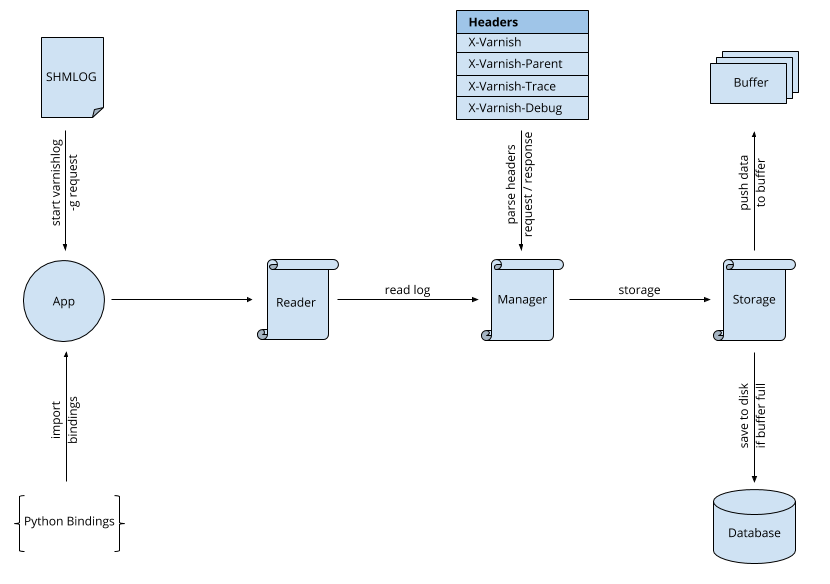 Headers
X-Varnish
X-Varnish-Parent
X-Varnish-Trace
X-Varnish-Debug
SHMLOG
Buffer
start varnishlog
-g request
parse headers
request / response
push data
to buffer
App
Reader
read log
Manager
storage
Storage
import
bindings
save to disk
if buffer full
Python Bindings
Database